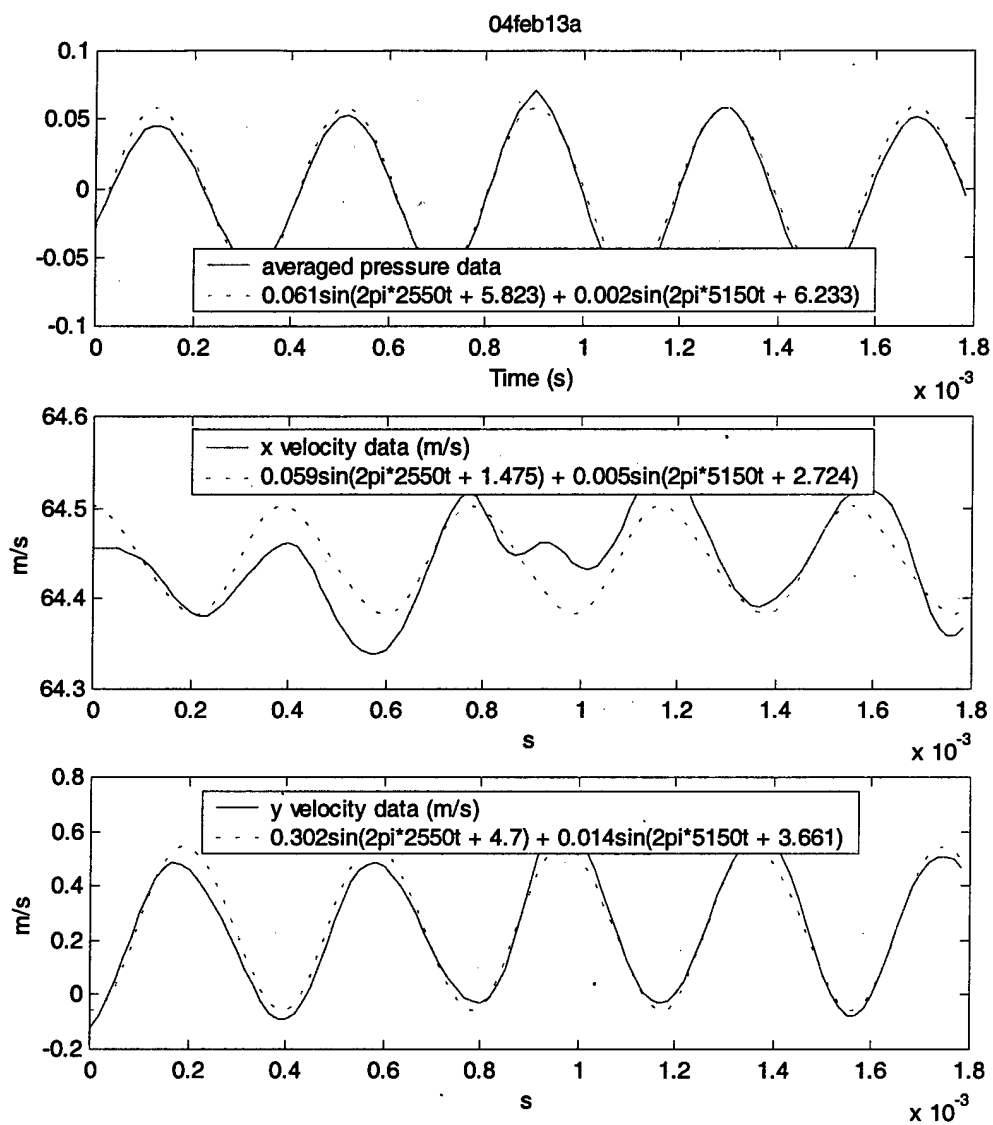 04feb13a
0.1
0.05
0
-0.05
-0.1
averaged pressure data
0.061sin(2pi*2550t + 5.823) + 0.002sin(2pi*5150t + 6.233)
0 0.2 0.4 0.6 0.8 1 1.2 1.4 1.6 1.8
Time (s)
x 10^-3
64.6
64.5
64.4
64.3
m/s
x velocity data (m/s)
0.059sin(2pi*2550t + 1.475) + 0.005sin(2pi*5150t + 2.724)
0 0.2 0.4 0.6 0.8 1 1.2 1.4 1.6 1.8
s
x 10^-3
0.8
0.6
0.4
0.2
0
-0.2
m/s
y velocity data (m/s)
0.302sin(2pi*2550t + 4.7) + 0.014sin(2pi*5150t + 3.661)
0 0.2 0.4 0.6 0.8 1 1.2 1.4 1.6 1.8
s
x 10^-3